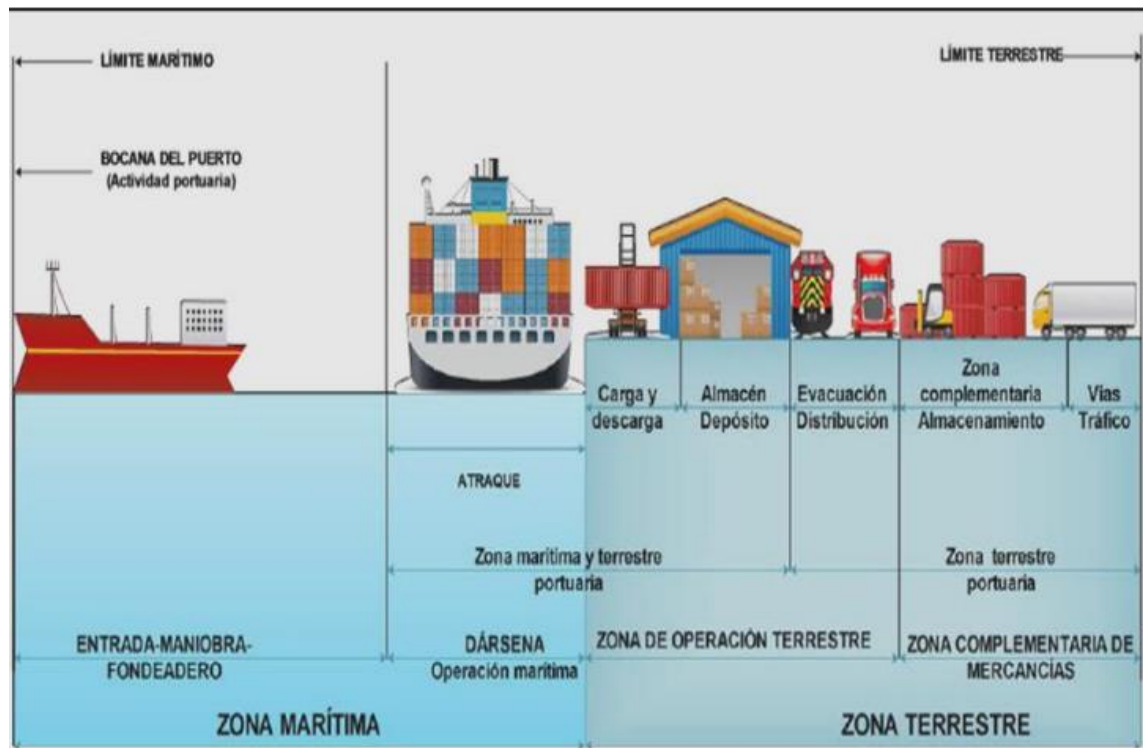 LÍMITE MARÍTIMO
LÍMITE TERRESTRE
BOCANA DEL PUERTO
(Actividad portuaria)
Carga y
descarga
Almacén
Depósito
Evacuación
Distribución
Zona
complementaria
Almacenamiento
Vias
Tráfico
ATRAQUE
Zona marítima y terrestre
portuaria
Zona terrestre
portuaria
ENTRADA-MANIOBRA-
FONDEADERO
DÁRSENA
Operación marítima
ZONA DE OPERACIÓN TERRESTRE
ZONA COMPLEMENTARIA DE
MERCANCÍAS
ZONA MARÍTIMA
ZONA TERRESTRE